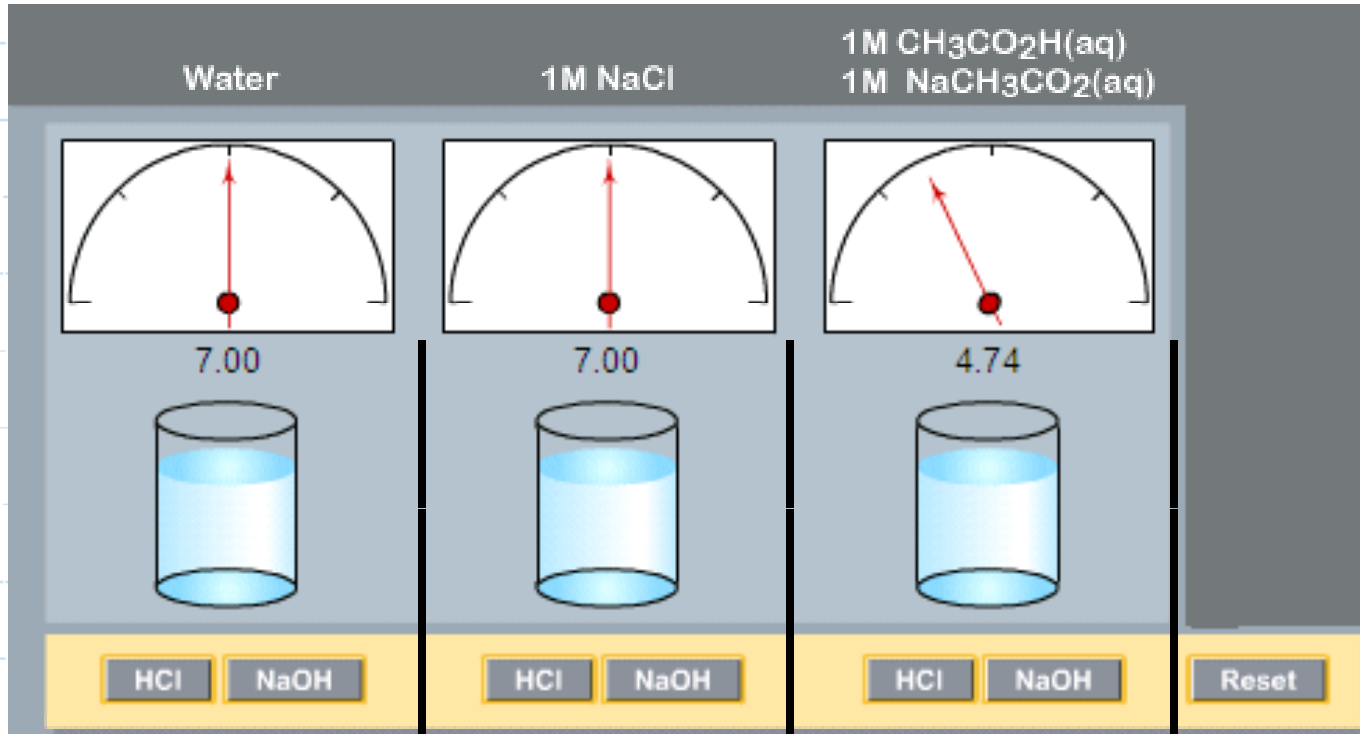 Water
1M NaCl
1M CH3CO2H(aq)
1M NaCH3CO2(aq)
7.00
7.00
4.74
HCl
NaOH
HCl
NaOH
HCl
NaOH
Reset